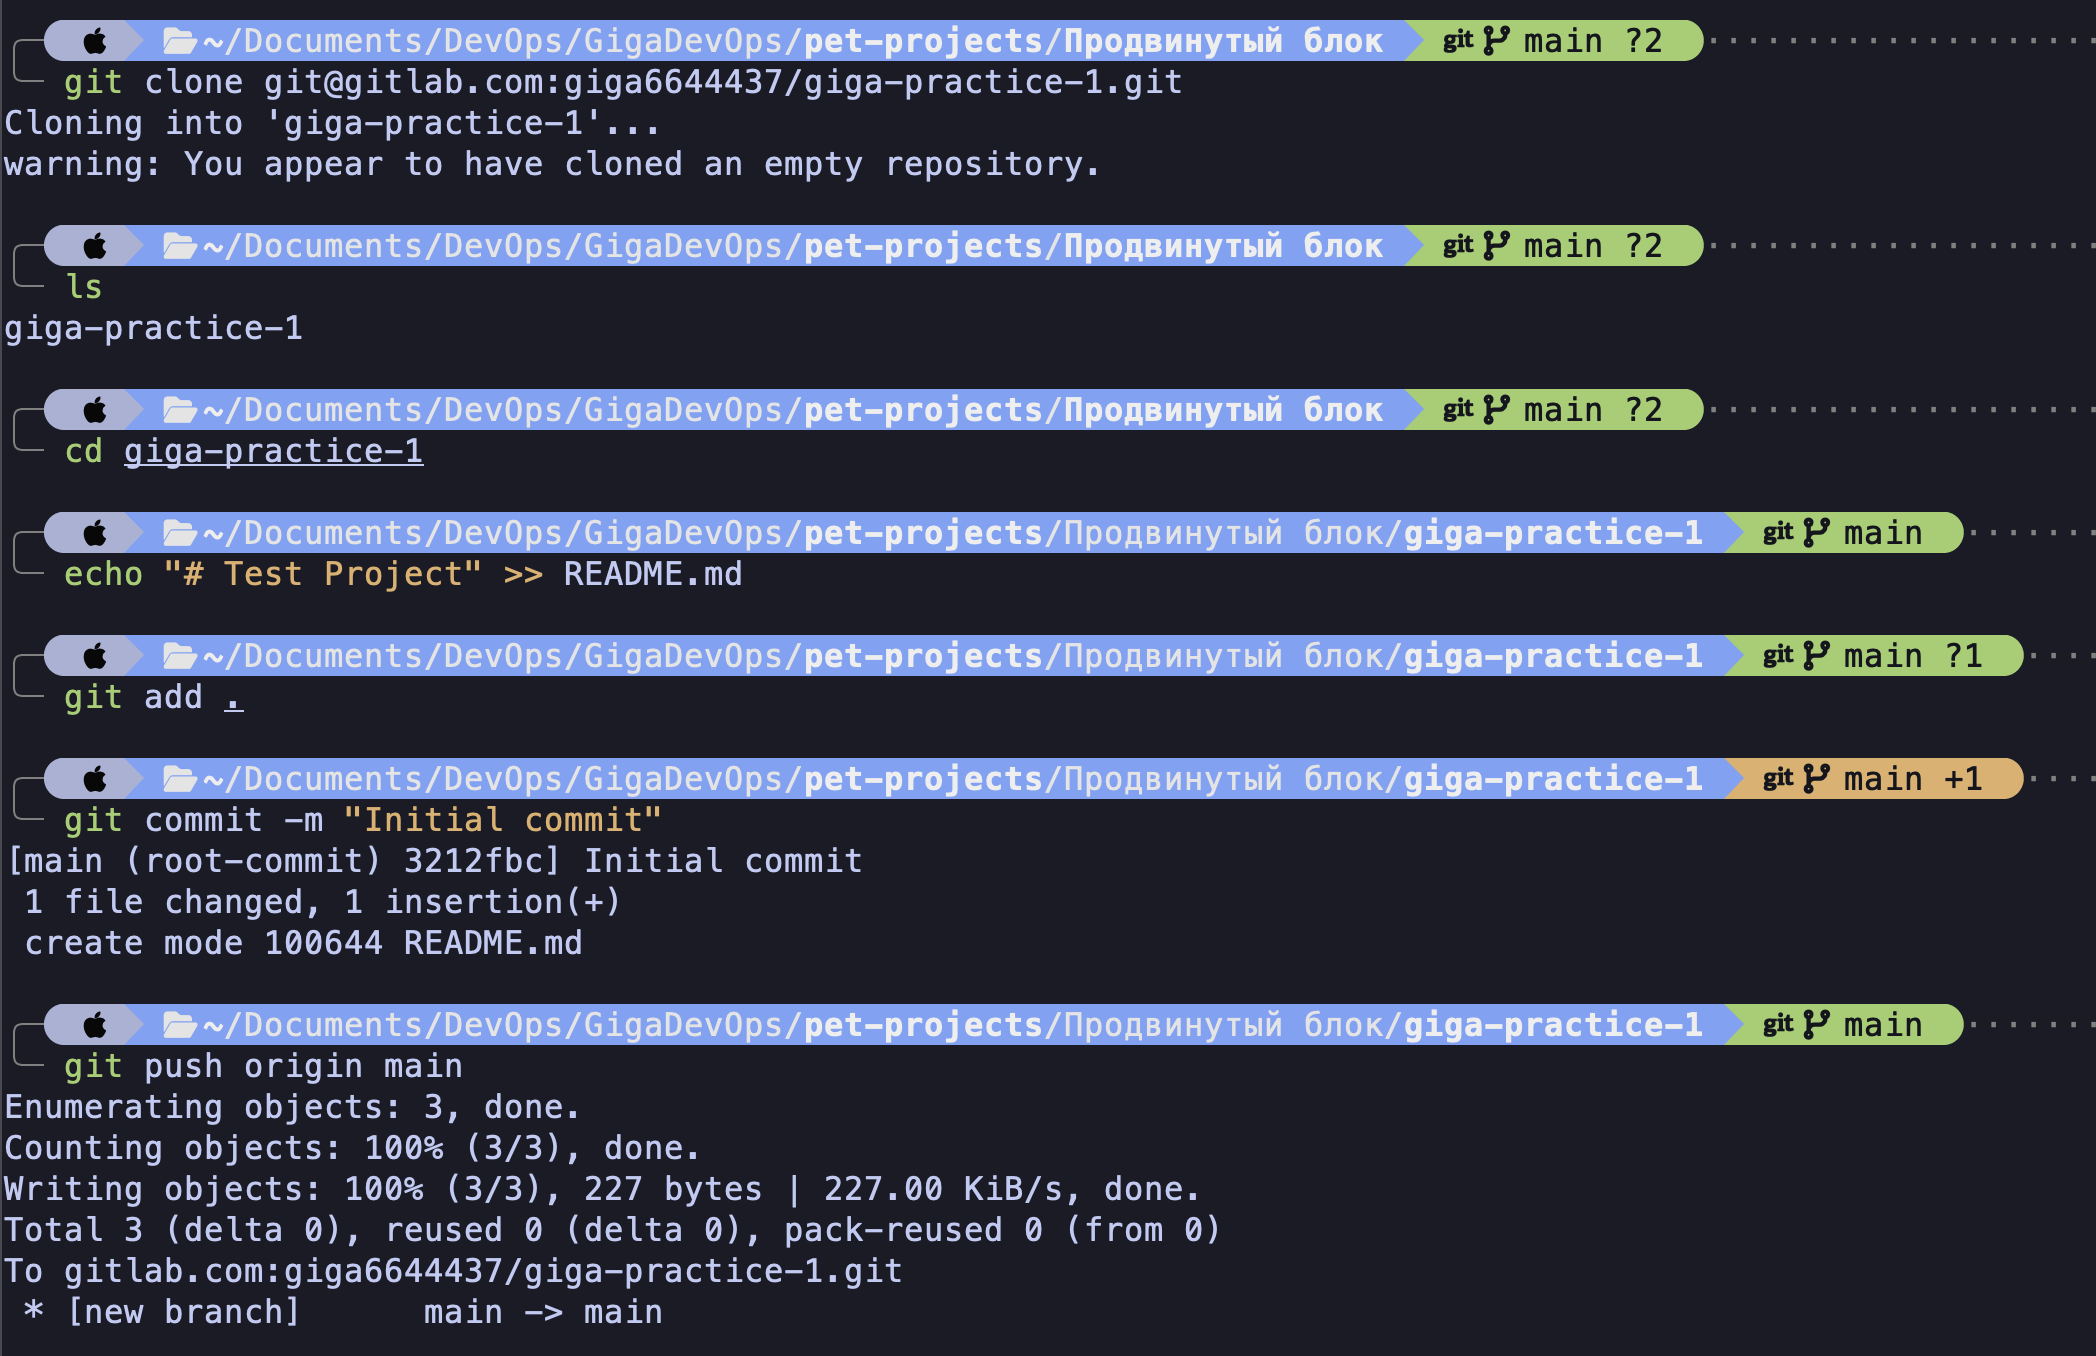 ~/Documents/DevOps/GigaDevOps/pet-projects/Продвинутый блок git main ?2
git clone git@gitlab.com:giga6644437/giga-practice-1.git
Cloning into 'giga-practice-1'...
warning: You appear to have cloned an empty repository.
~/Documents/DevOps/GigaDevOps/pet-projects/Продвинутый блок git main ?2
ls
giga-practice-1
~/Documents/DevOps/GigaDevOps/pet-projects/Продвинутый блок git main ?2
cd giga-practice-1
~/Documents/DevOps/GigaDevOps/pet-projects/Продвинутый блок/giga-practice-1 git main
echo "# Test Project" >> README.md
~/Documents/DevOps/GigaDevOps/pet-projects/Продвинутый блок/giga-practice-1 git main ?1
git add .
~/Documents/DevOps/GigaDevOps/pet-projects/Продвинутый блок/giga-practice-1 git main +1
git commit -m "Initial commit"
[main (root-commit) 3212fbc] Initial commit
1 file changed, 1 insertion(+)
create mode 100644 README.md
~/Documents/DevOps/GigaDevOps/pet-projects/Продвинутый блок/giga-practice-1 git main
git push origin main
Enumerating objects: 3, done.
Counting objects: 100% (3/3), done.
Writing objects: 100% (3/3), 227 bytes | 227.00 KiB/s, done.
Total 3 (delta 0), reused 0 (delta 0), pack-reused 0 (from 0)
To gitlab.com:giga6644437/giga-practice-1.git
* [new branch]      main -> main